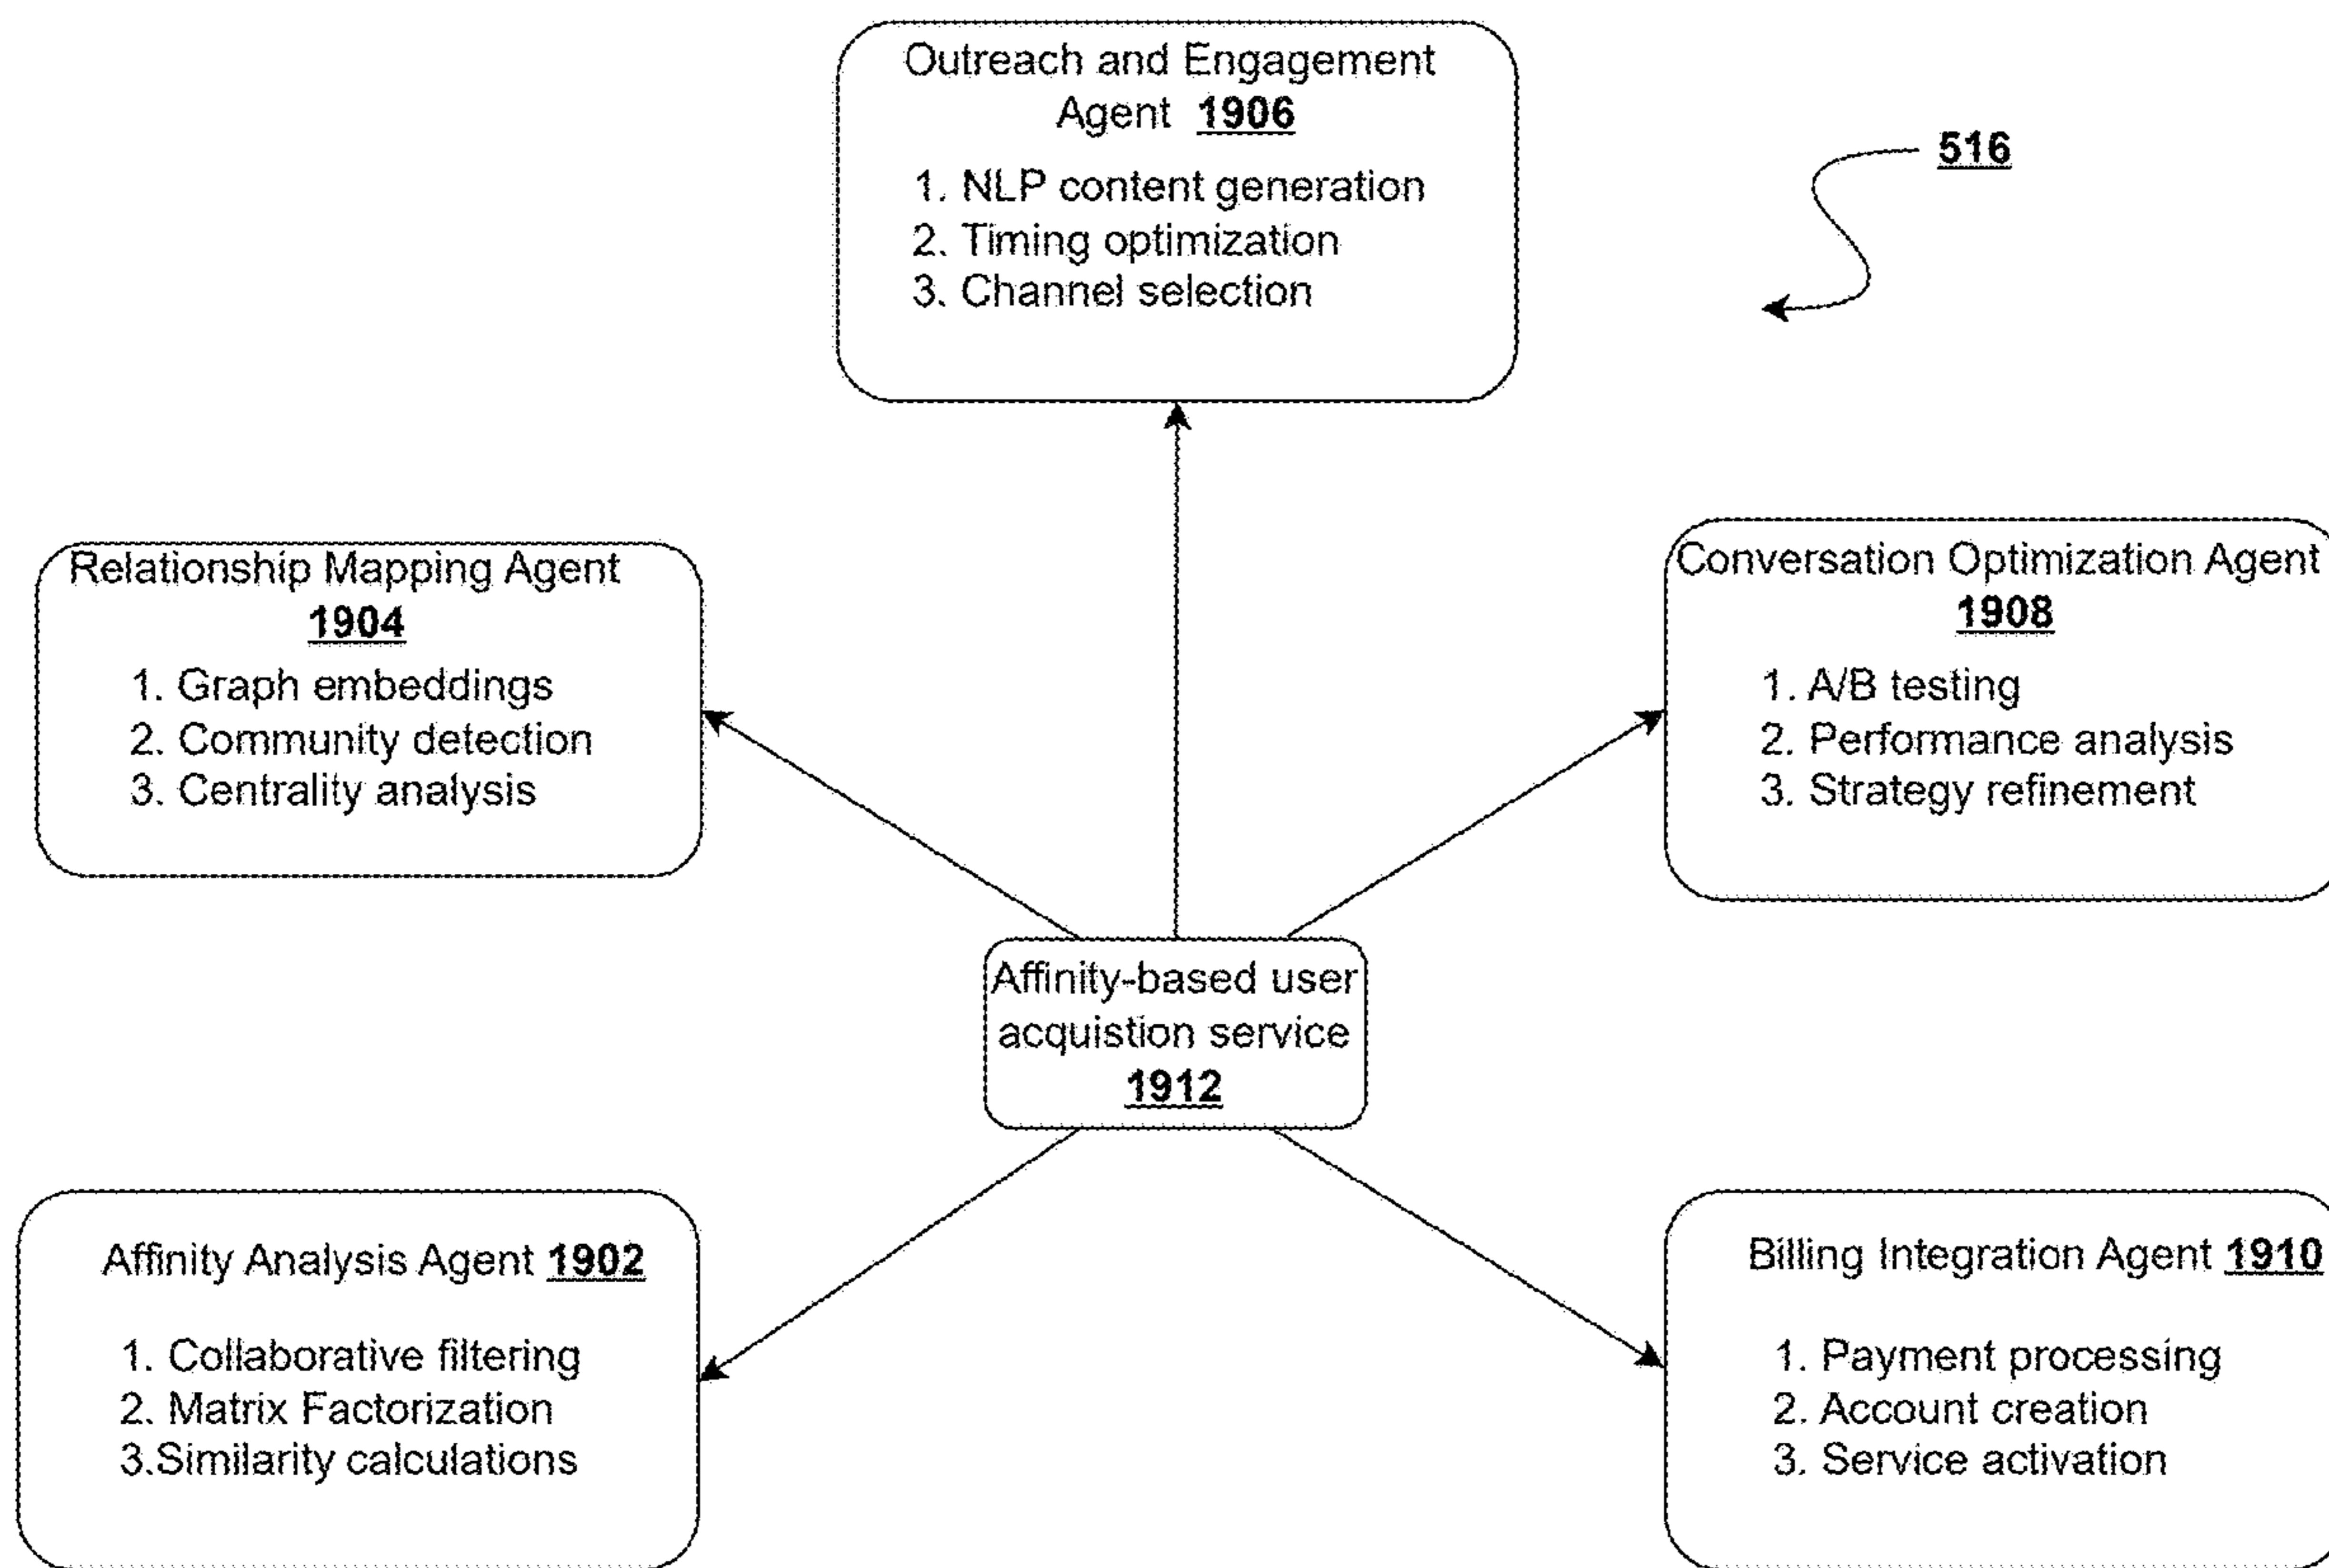 Outreach and Engagement
Agent 1906
1. NLP content generation
2. Timing optimization
3. Channel selection
516
Relationship Mapping Agent
1904
1. Graph embeddings
2. Community detection
3. Centrality analysis
Conversation Optimization Agent
1908
1. A/B testing
2. Performance analysis
3. Strategy refinement
Affinity-based user
acquistion service
1912
Affinity Analysis Agent 1902
1. Collaborative filtering
2. Matrix Factorization
3.Similarity calculations
Billing Integration Agent 1910
1. Payment processing
2. Account creation
3. Service activation